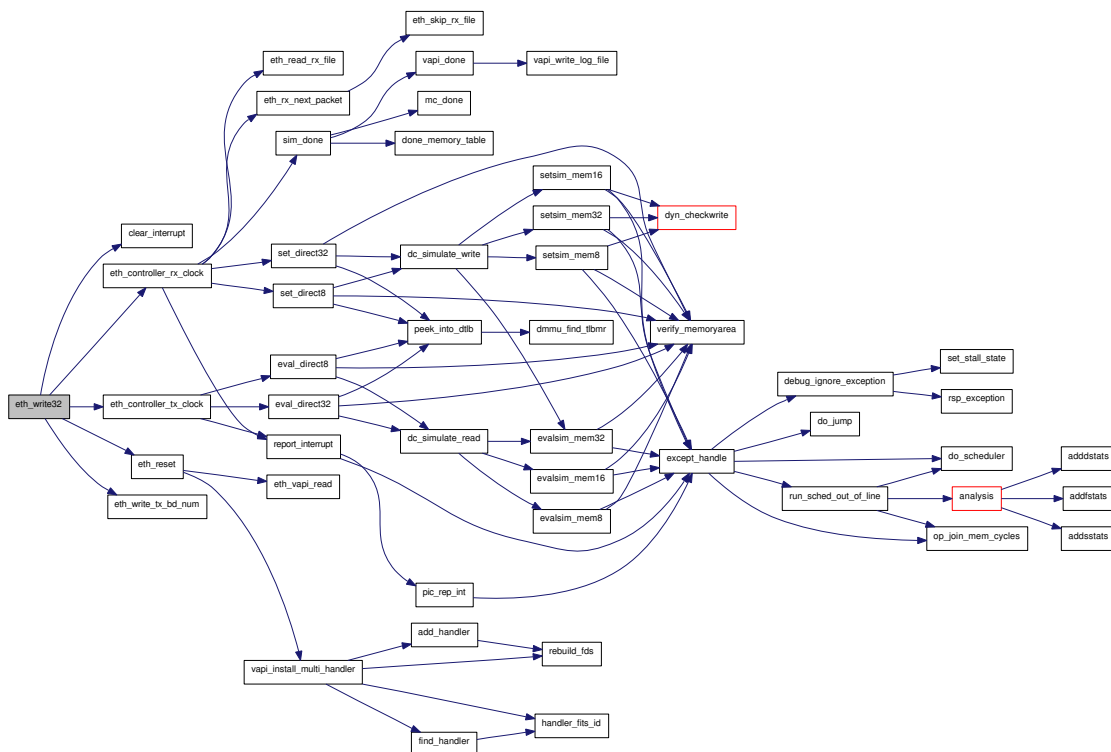 eth_skip_rx_file
eth_read_rx_file
vapi_done
vapi_write_log_file
eth_rx_next_packet
mc_done
sim_done
done_memory_table
setsim_mem16
setsim_mem32
dyn_checkwrite
clear_interrupt
set_direct32
dc_simulate_write
setsim_mem8
eth_controller_rx_clock
set_direct8
peek_into_dtlb
dmmu_find_tlbmr
verify_memoryarea
set_stall_state
eval_direct8
debug_ignore_exception
rsp_exception
eth_write32
eth_controller_tx_clock
eval_direct32
do_jump
report_interrupt
dc_simulate_read
evalsim_mem32
except_handle
do_scheduler
adddstats
eth_reset
eth_vapi_read
evalsim_mem16
run_sched_out_of_line
analysis
addfstats
eth_write_tx_bd_num
evalsim_mem8
op_join_mem_cycles
addsstats
pic_rep_int
add_handler
rebuild_fds
vapi_install_multi_handler
handler_fits_id
find_handler